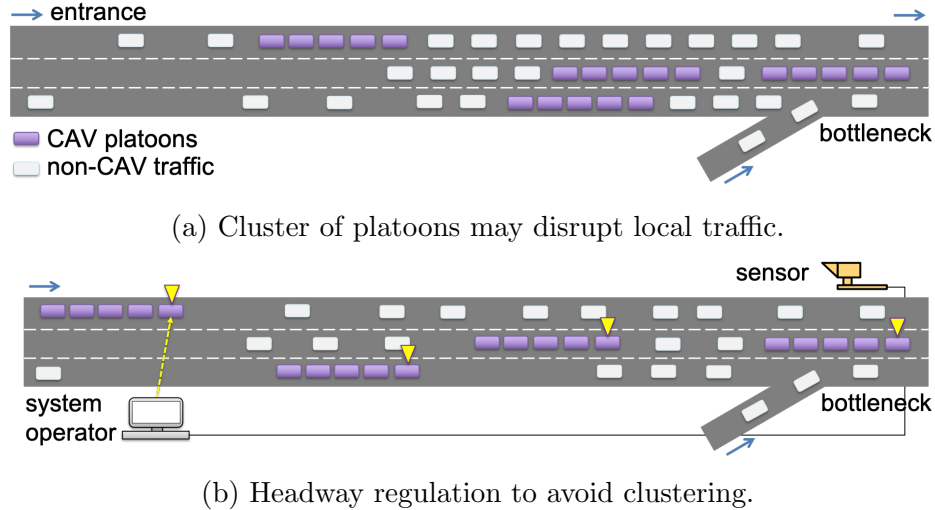 entrance
bottleneck
CAV platoons
non-CAV traffic
(a) Cluster of platoons may disrupt local traffic.
sensor
system
operator
bottleneck
(b) Headway regulation to avoid clustering.